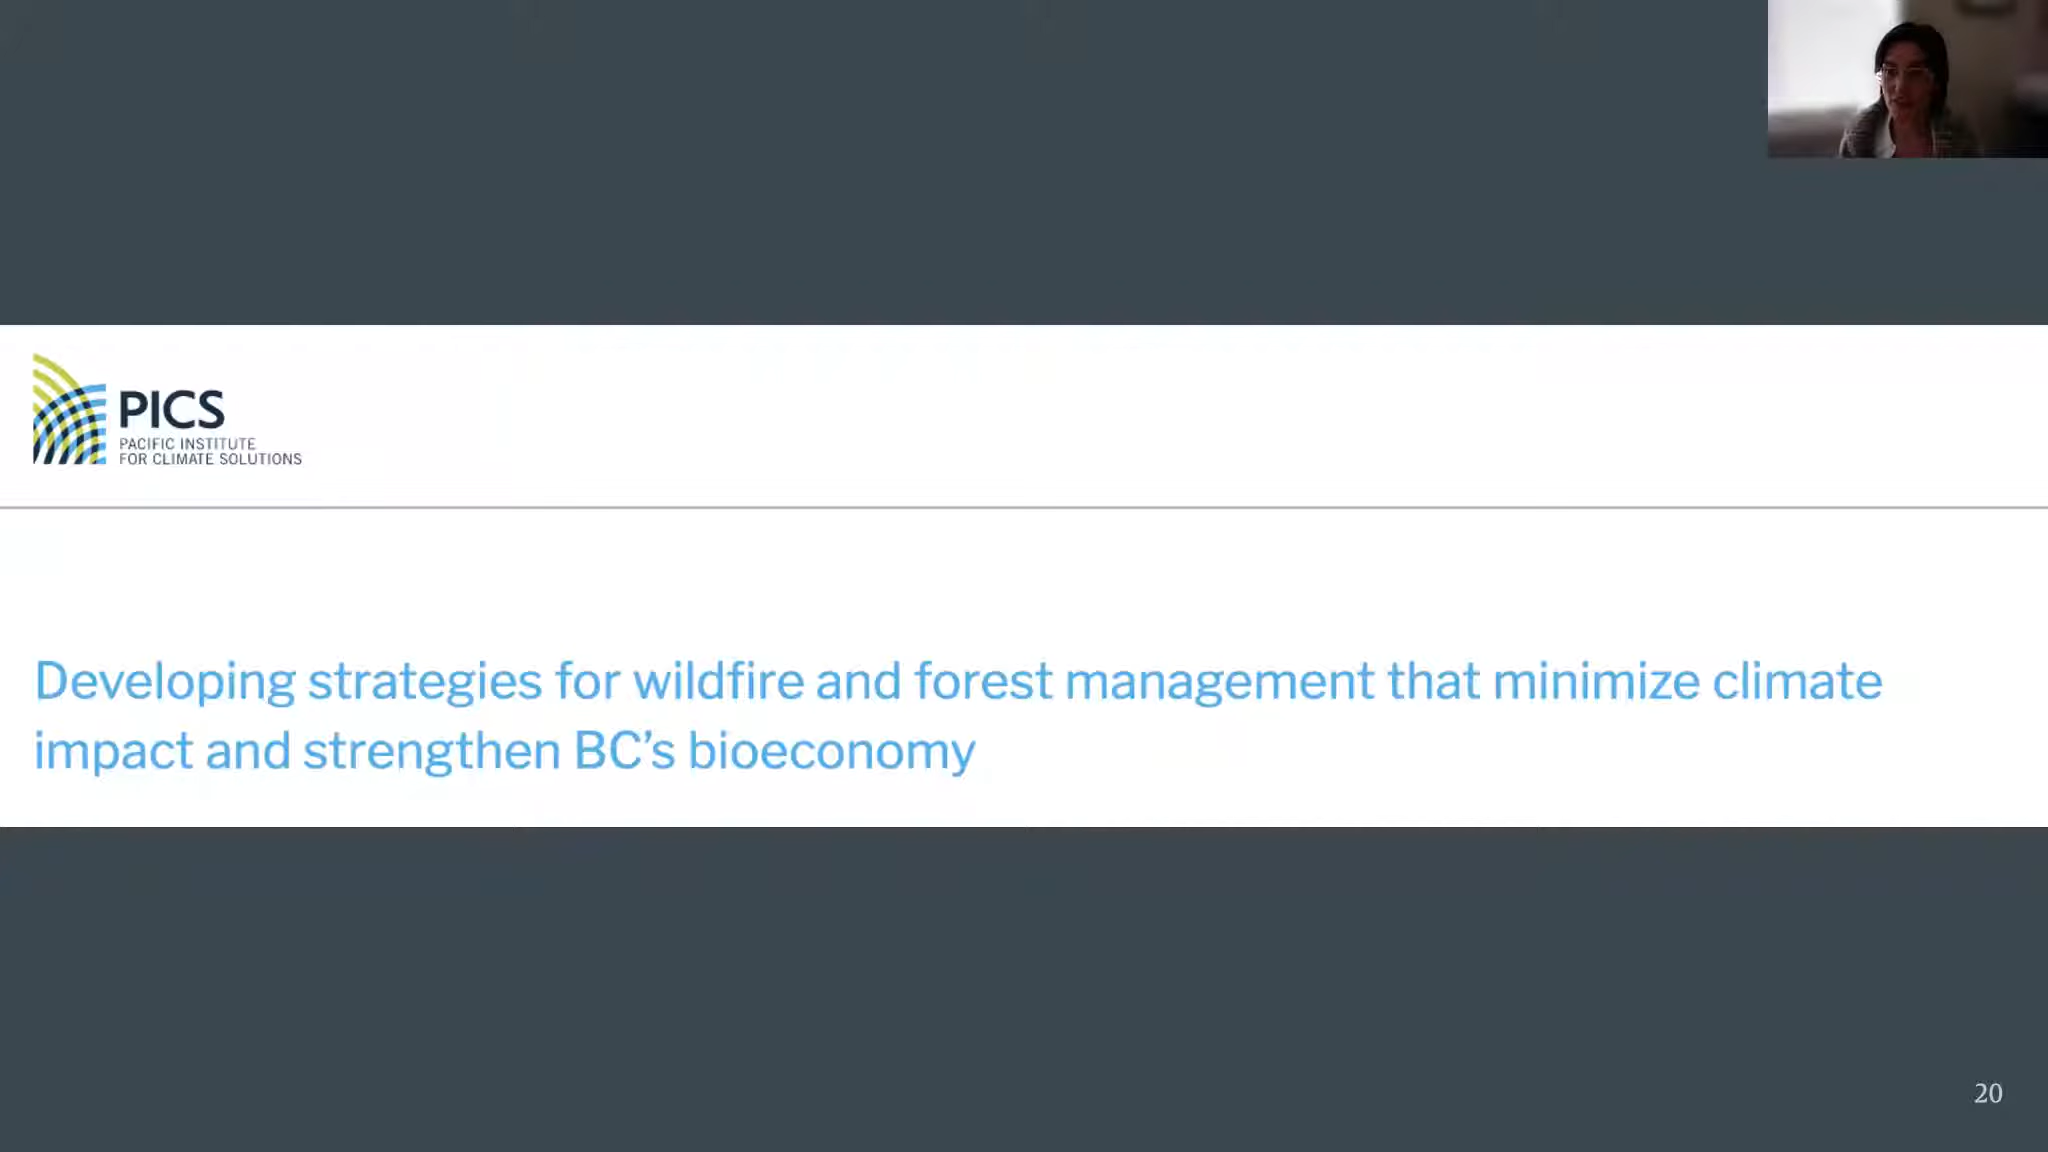 PICS
PACIFIC INSTITUTE
FOR CLIMATE SOLUTIONS
Developing strategies for wildfire and forest management that minimize climate
impact and strengthen BC’s bioeconomy
20